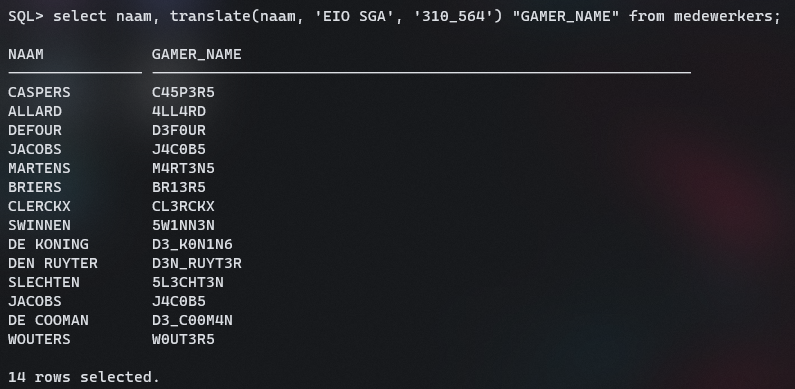 SQL> select naam, translate(naam, 'EIO SGA', '310_564') "GAMER_NAME" from medewerkers;
NAAM GAMER_NAME
CASPERS C45P3R5
ALLARD 4LL4RD
DEFOUR D3F0UR
JACOBS J4C0B5
MARTENS M4RT3N5
BRIERS BR13R5
CLERCKX CL3RCKX
SWINNEN 5W1NN3N
DE KONING D3_K0N1N6
DEN RUYTER D3N_RUYT3R
SLECHTEN 5L3CHT3N
JACOBS J4C0B5
DE COOMAN D3_C00M4N
WOUTERS W0UT3R5
14 rows selected.